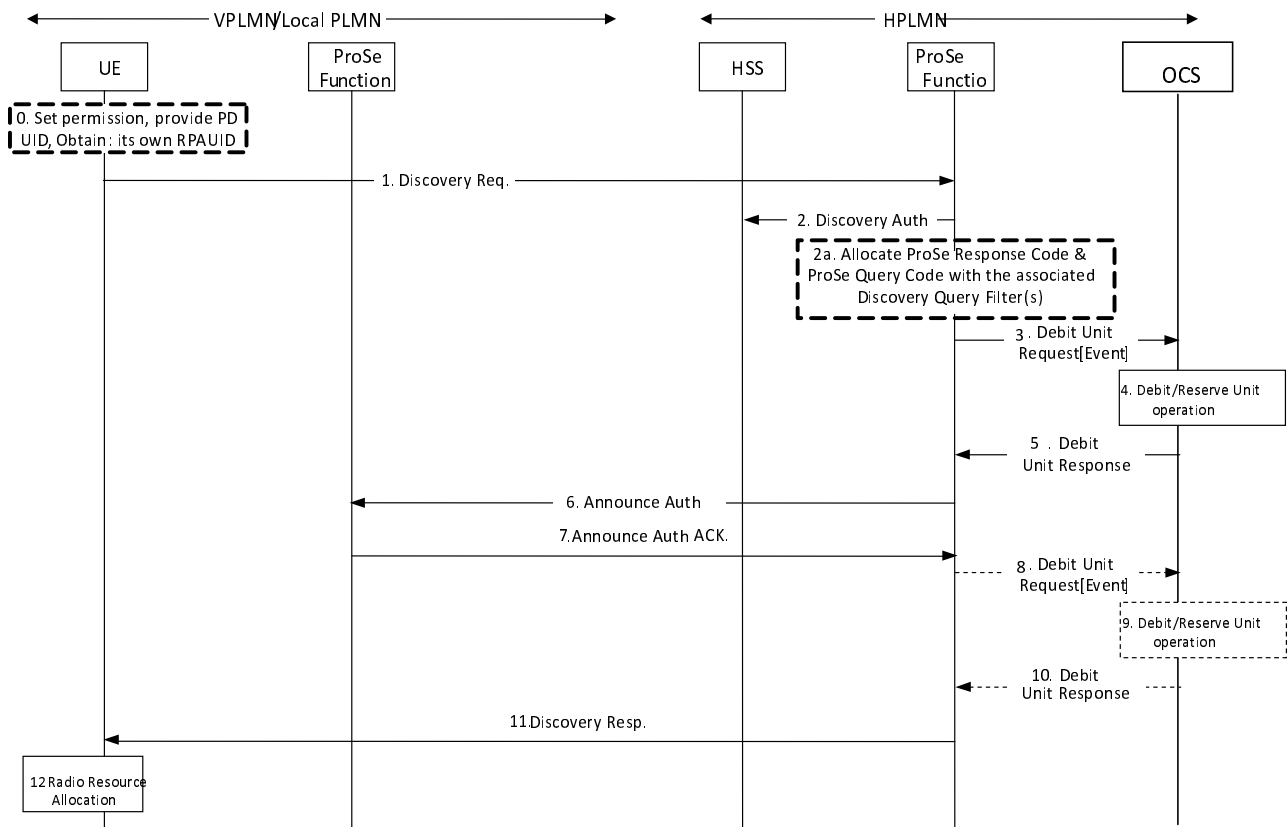 VPLMN/Local PLMN
HPLMN
UE
ProSe
Function
HSS
ProSe
Functio
OCS
0. Set permission, provide PD
UID, Obtain: its own RPAUID
1. Discovery Req.
2. Discovery Auth
2a. Allocate ProSe Response Code &
ProSe Query Code with the associated
Discovery Query Filter(s)
3 . Debit Unit
Request[Event]
4. Debit/Reserve Unit
operation
5 . Debit
Unit Response
6. Announce Auth
7.Announce Auth ACK.
8 . Debit Unit
Request[Event]
9. Debit/Reserve Unit
operation
10. Debit
Unit Response
11.Discovery Resp.
12 Radio Resource
Allocation